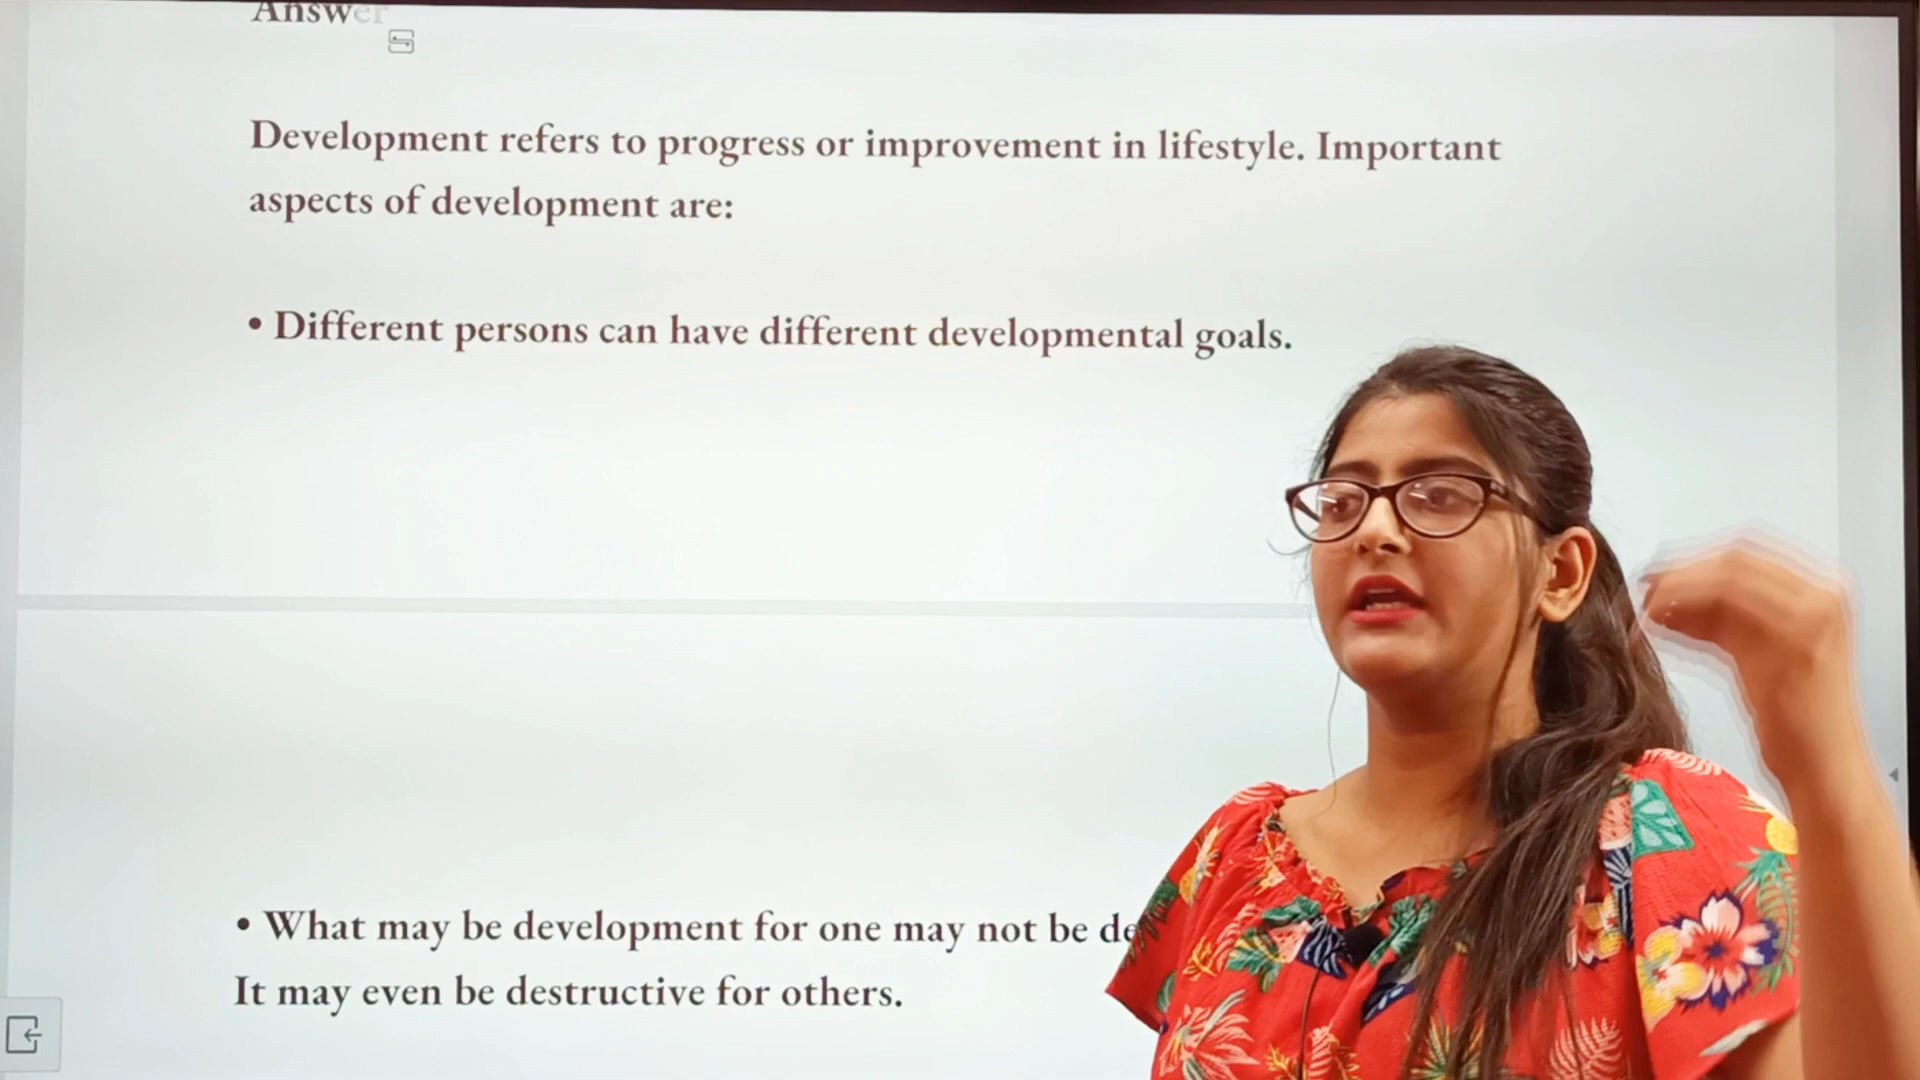 Answer
Development refers to progress or improvement in lifestyle. Important
aspects of development are:
• Different persons can have different developmental goals.
• What may be development for one may not be
It may even be destructive for others.